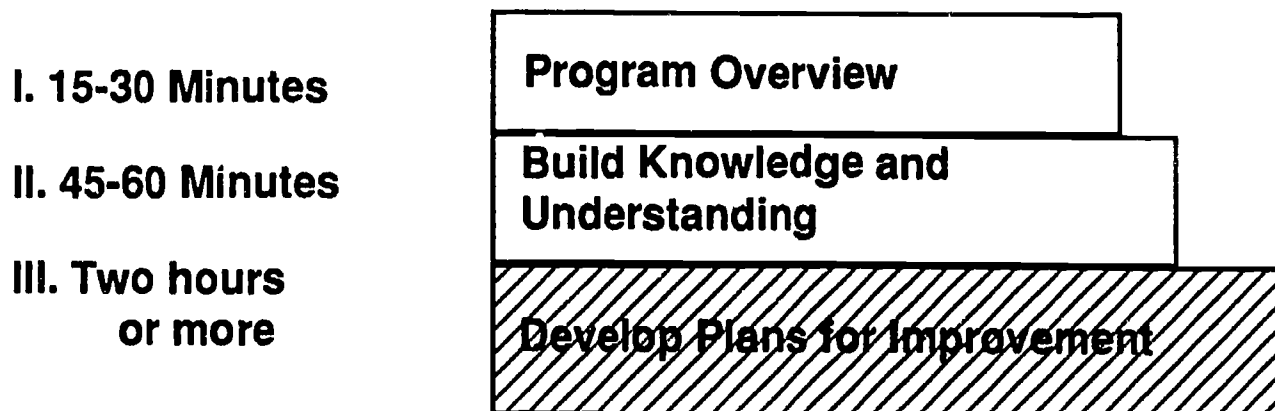 I. 15-30 Minutes
Program Overview
II. 45-60 Minutes
Build Knowledge and
Understanding
III. Two hours
or more
Develop Plans for Improvement